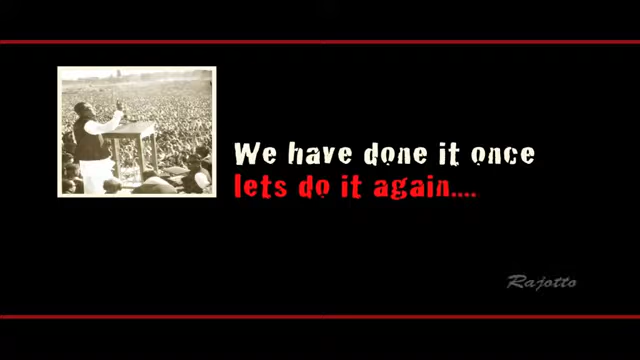 We have done it once
lets do it again....
Rajotto